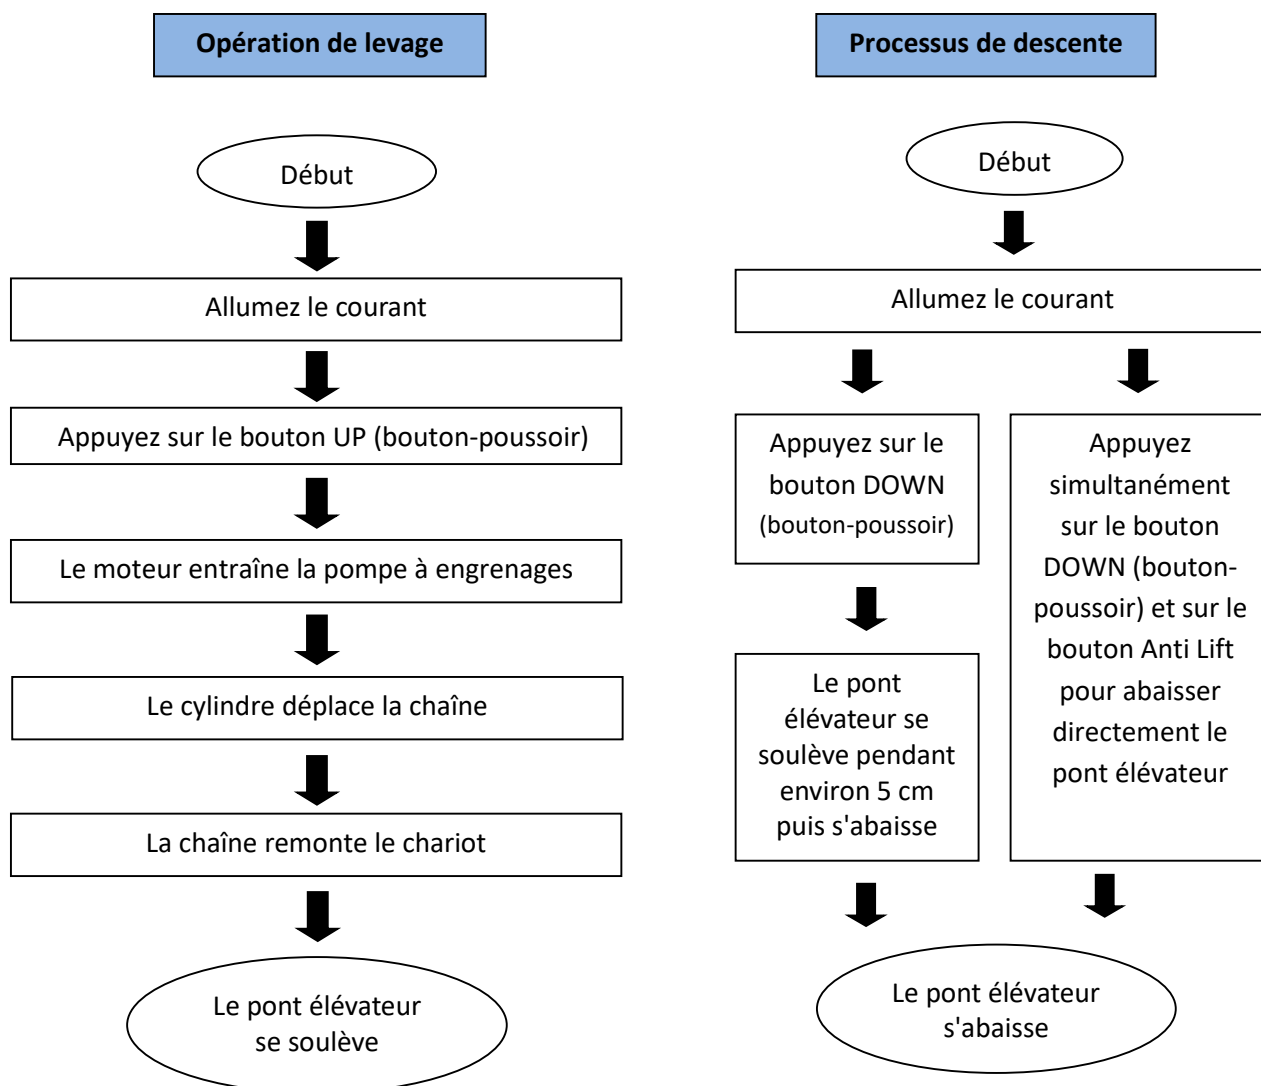 Opération de levage
Début
Allumez le courant
Appuyez sur le bouton UP (bouton-poussoir)
Le moteur entraîne la pompe à engrenages
Le cylindre déplace la chaîne
La chaîne remonte le chariot
Le pont élévateur
se soulève
Processus de descente
Début
Allumez le courant
Appuyez sur le
bouton DOWN
(bouton-poussoir)
Le pont
élévateur se
soulève pendant
environ 5 cm
puis s'abaisse
Appuyez
simultanément
sur le bouton
DOWN (bouton-
poussoir) et sur le
bouton Anti Lift
pour abaisser
directement le
pont élévateur
Le pont élévateur
s'abaisse